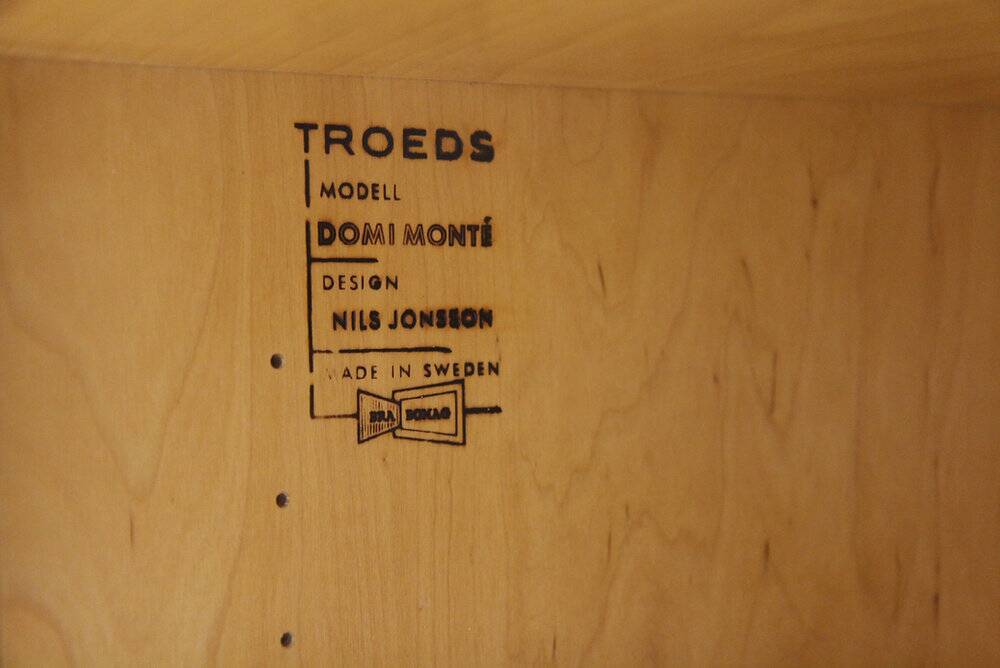 TROEDS
MODELL
DOMI MONTÉ
DESIGN
NILS JONSSON
MADE IN SWEDEN
BRA BOHAG